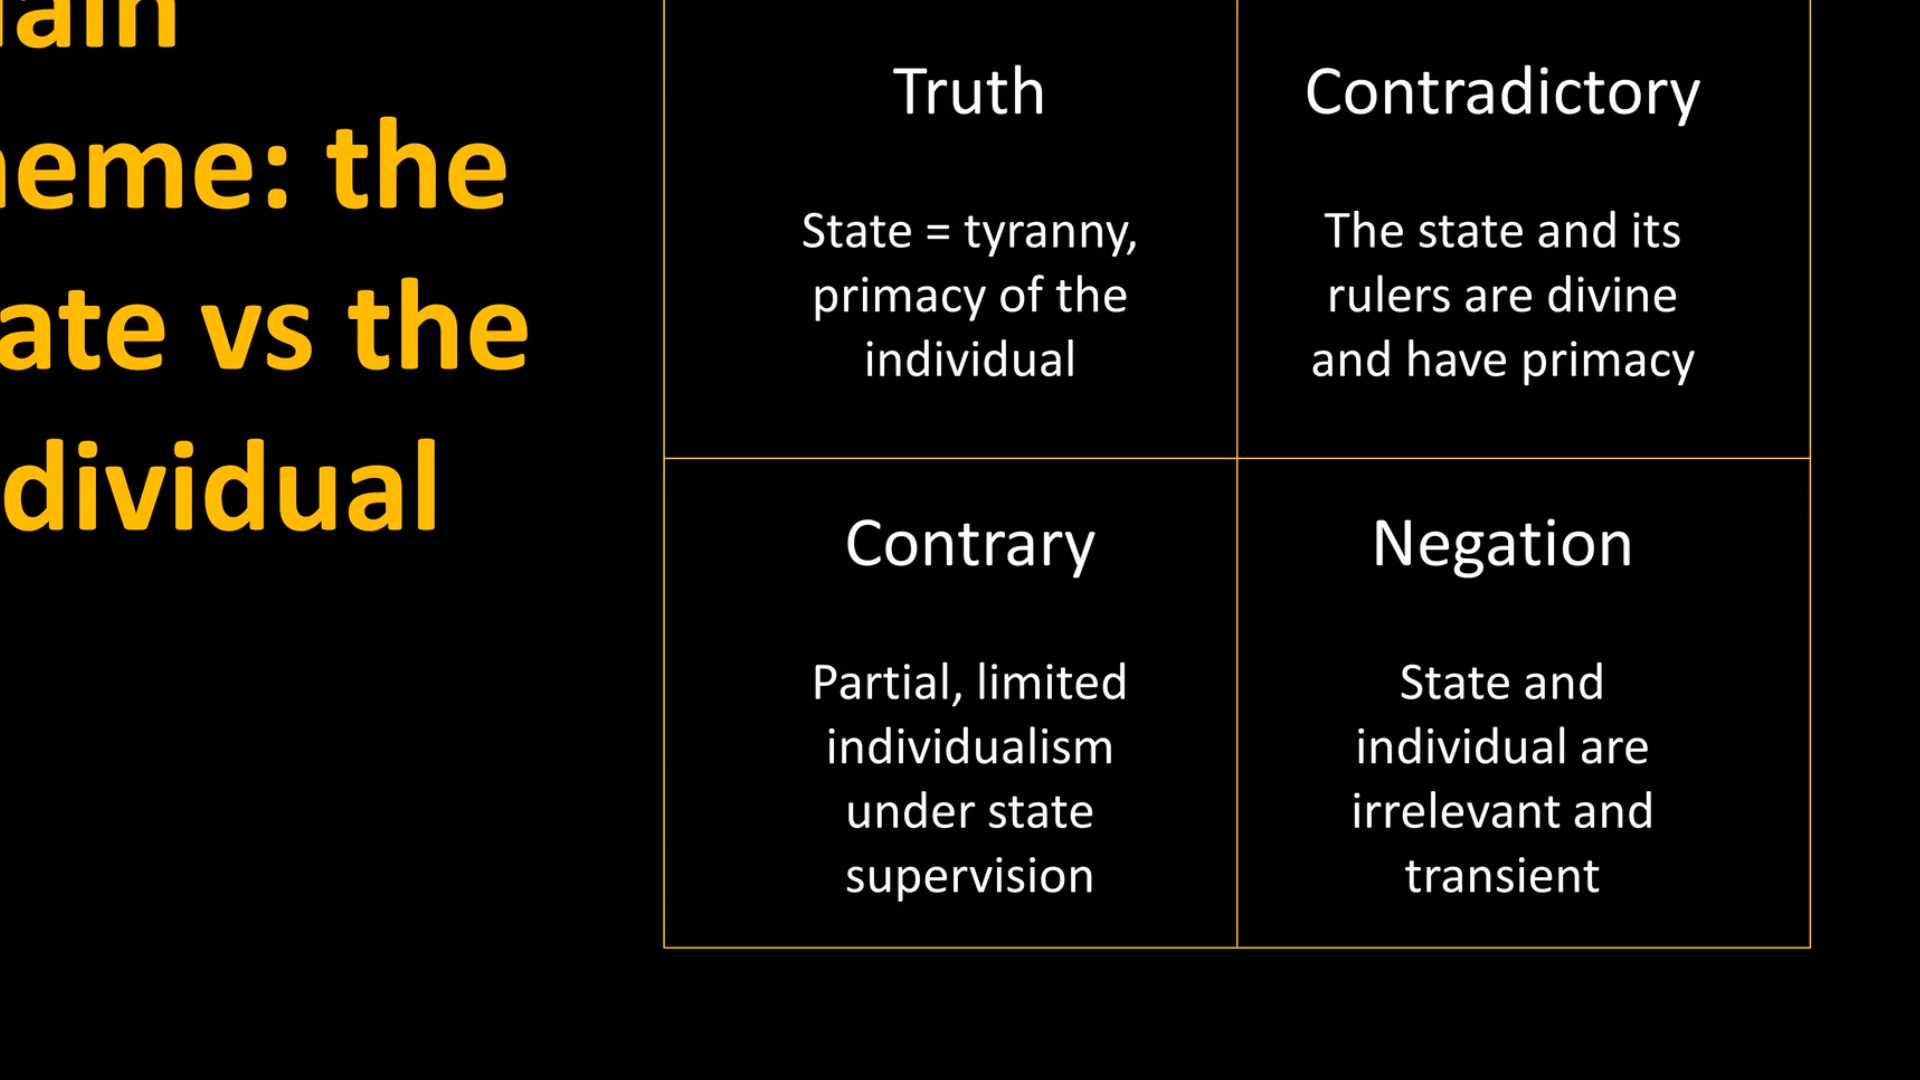 ain
eme: the
ate vs the
dividual
Truth
State = tyranny,
primacy of the
individual
Contradictory
The state and its
rulers are divine
and have primacy
Contrary
Partial, limited
individualism
under state
supervision
Negation
State and
individual are
irrelevant and
transient